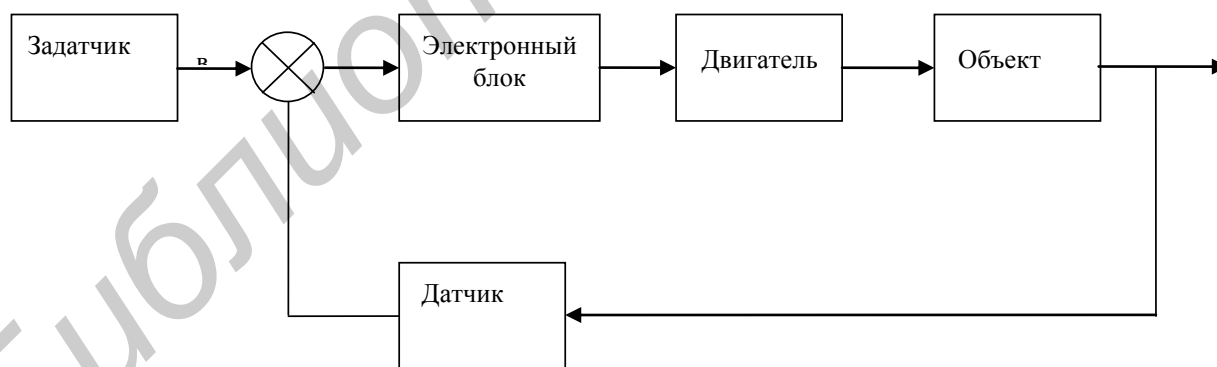 Задатчик
Электронный
блок
Двигатель
Объект
Датчик